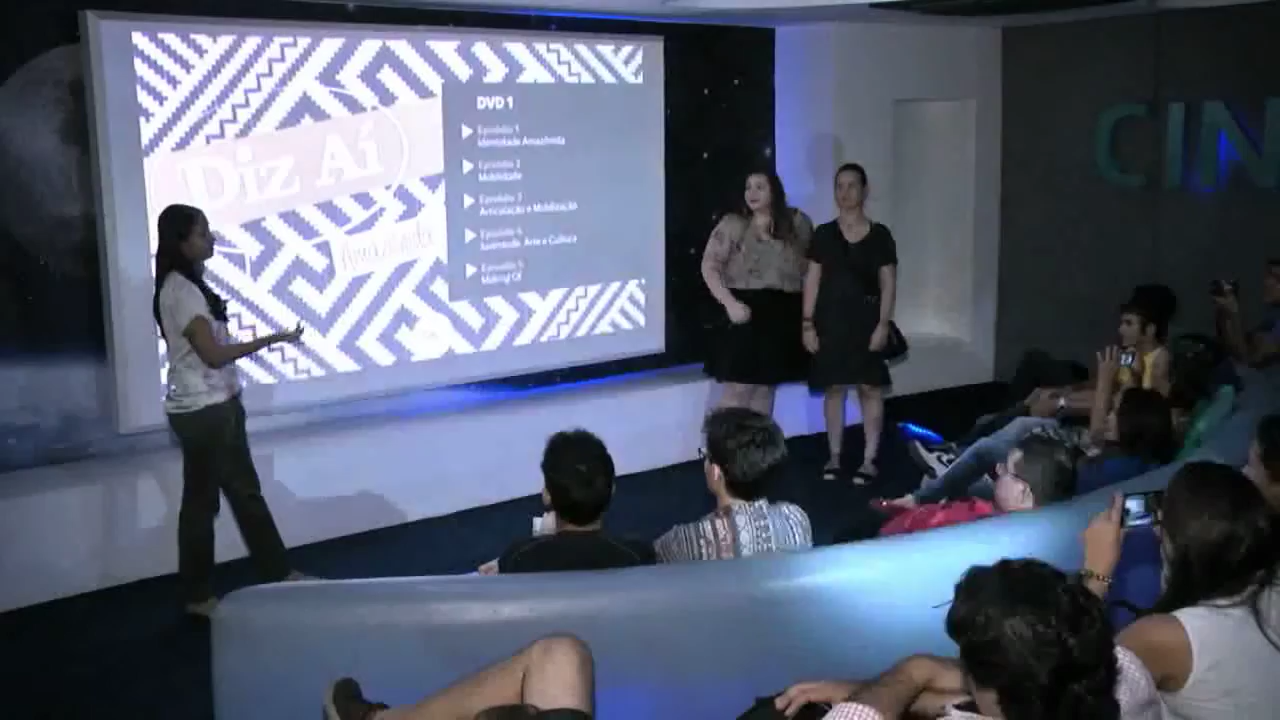 DVD 1
Episódio 1
Identidade Amazônida
Diz Aí
Episódio 2
Mobilidade
Episódio 3
Articulação e Mobilização
Episódio 4
Juventude, Arte e Cultura
Amazônida
Episódio 5
Making Of
CIN